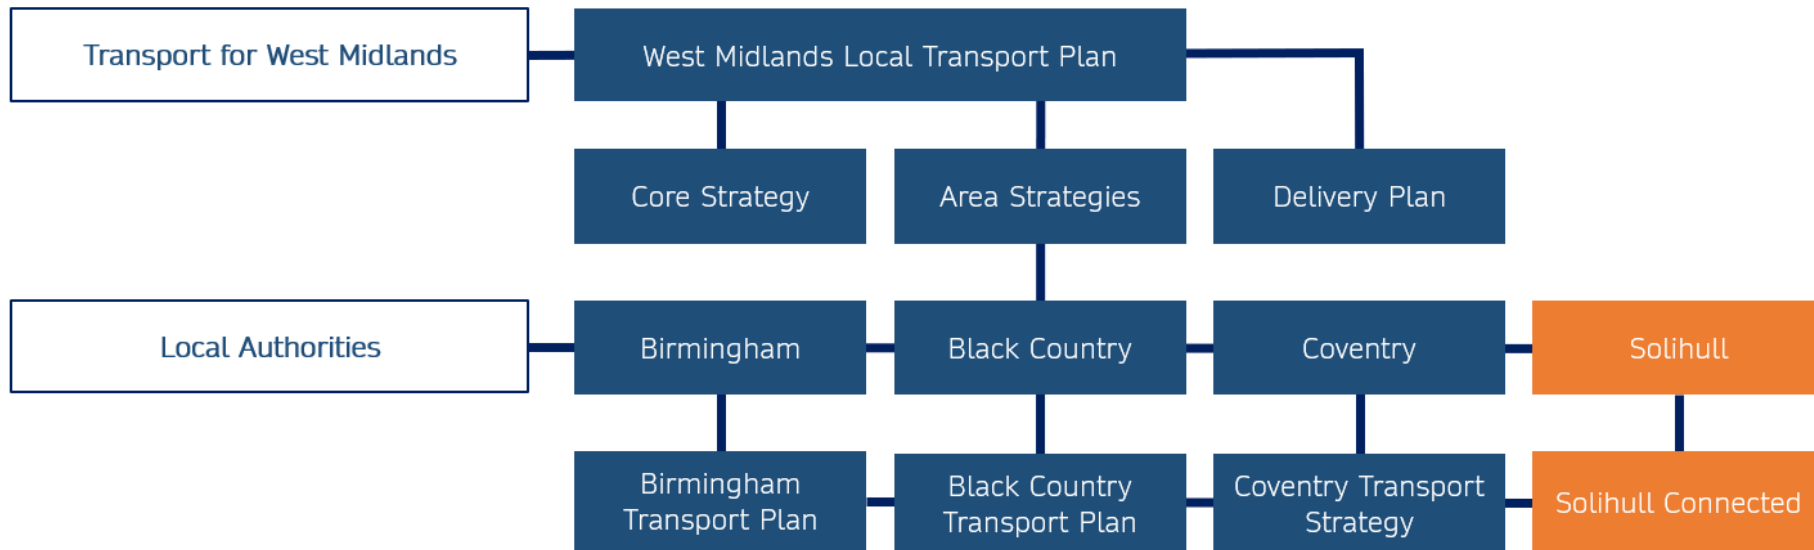 Transport for West Midlands
West Midlands Local Transport Plan
Core Strategy
Area Strategies
Delivery Plan
Local Authorities
Birmingham
Black Country
Coventry
Solihull
Birmingham
Transport Plan
Black Country
Transport Plan
Coventry Transport
Strategy
Solihull Connected